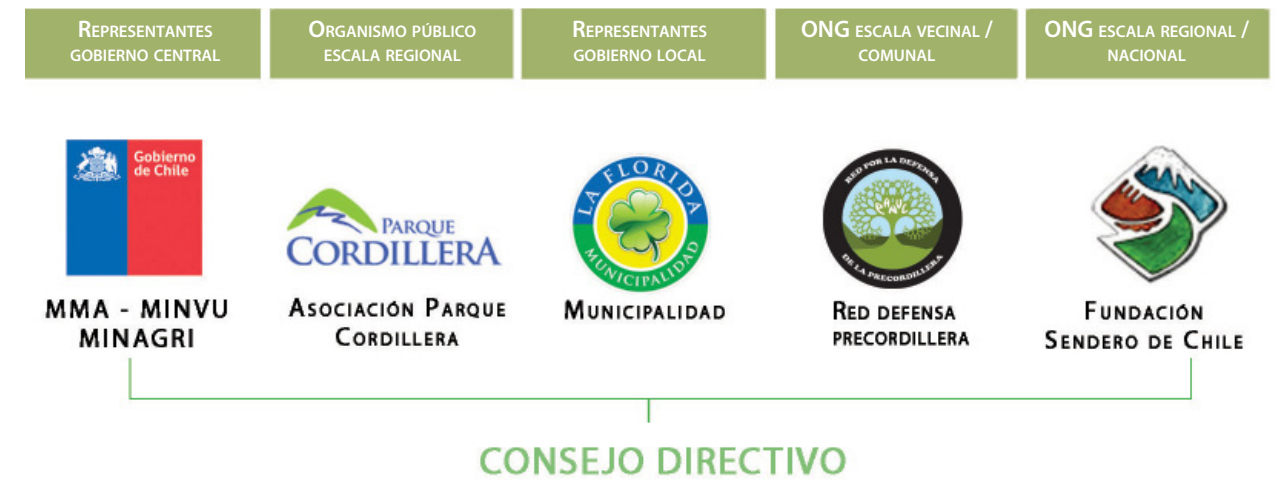 REPRESENTANTES
GOBIERNO CENTRAL
ORGANISMO PÚBLICO
ESCALA REGIONAL
REPRESENTANTES
GOBIERNO LOCAL
ONG ESCALA VECINAL /
COMUNAL
ONG ESCALA REGIONAL /
NACIONAL
Gobierno
de Chile
PARQUE
CORDILLERA
LA FLORIDA
MUNICIPALIDAD
RED POR LA DEFENSA
PANUL
DE LA PRECORDILLERA
MMA - MINVU
MINAGRI
ASOCIACIÓN PARQUE
CORDILLERA
MUNICIPALIDAD
RED DEFENSA
PRECORDILLERA
FUNDACIÓN
SENDERO DE CHILE
CONSEJO DIRECTIVO